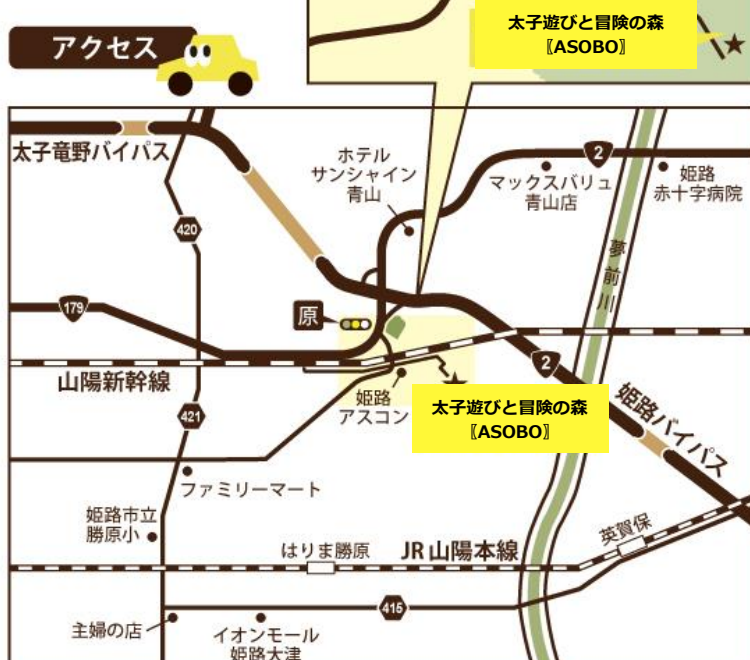 太子遊びと冒険の森
〖ASOBO〗
アクセス
太子竜野バイパス
ホテル
サンシャイン
青山
2
マックスバリュ
青山店
姫路
赤十字病院
420
夢前川
179
原
山陽新幹線
2
姫路
アスコン
太子遊びと冒険の森
〖ASOBO〗
姫路バイパス
421
ファミリーマート
姫路市立
勝原小
はりま勝原
JR山陽本線
英賀保
415
主婦の店
イオンモール
姫路大津